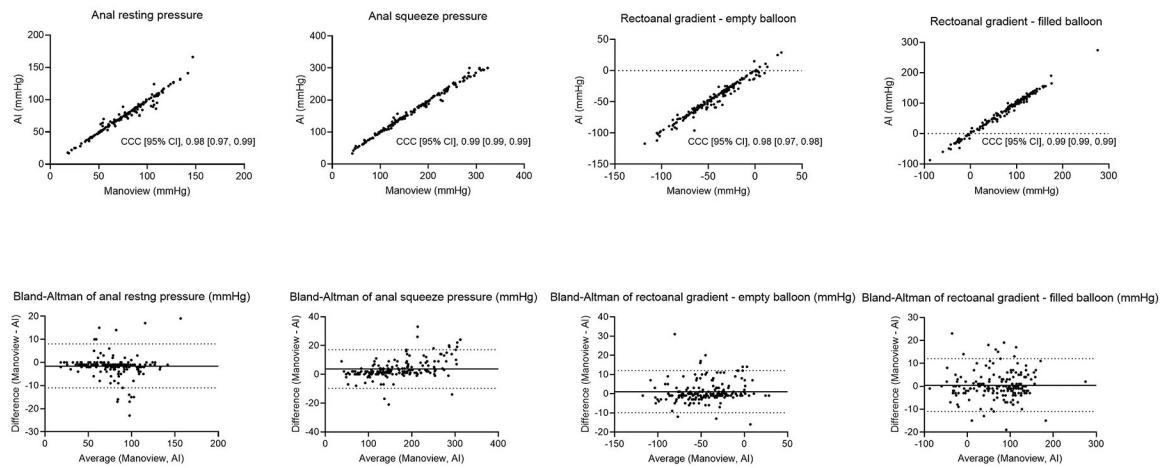 Anal resting pressure
200
150
100
50
0
AI (mmHg)
CCC [95% CI], 0.98 [0.97, 0.99]
0 50 100 150 200
Manoview (mmHg)
Anal squeeze pressure
400
300
200
100
0
AI (mmHg)
CCC [95% CI], 0.99 [0.99, 0.99]
0 100 200 300 400
Manoview (mmHg)
Rectoanal gradient - empty balloon
50
0
-50
-100
-150
AI (mmHg)
CCC [95% CI], 0.98 [0.97, 0.98]
-150 -100 -50 0 50
Manoview (mmHg)
Rectoanal gradient - filled balloon
300
200
100
0
-100
AI (mmHg)
CCC [95% CI], 0.99 [0.99, 0.99]
-100 0 100 200 300
Manoview (mmHg)
Bland-Altman of anal restng pressure (mmHg)
20
10
0
-10
-20
-30
Difference (Manoview - AI)
0 50 100 150 200
Average (Manoview, AI)
Bland-Altman of anal squeeze pressure (mmHg)
40
20
0
-20
-40
Difference (Manoview - AI)
0 100 200 300 400
Average (Manoview, AI)
Bland-Altman of rectoanal gradient - empty balloon (mmHg)
50
40
30
20
10
0
-10
-20
Difference (Manoview - AI)
-150 -100 -50 0 50
Average (Manoview, AI)
Bland-Altman of rectoanal gradient - filled balloon (mmHg)
30
20
10
0
-10
-20
Difference (Manoview - AI)
-100 0 100 200 300
Average (Manoview, AI)